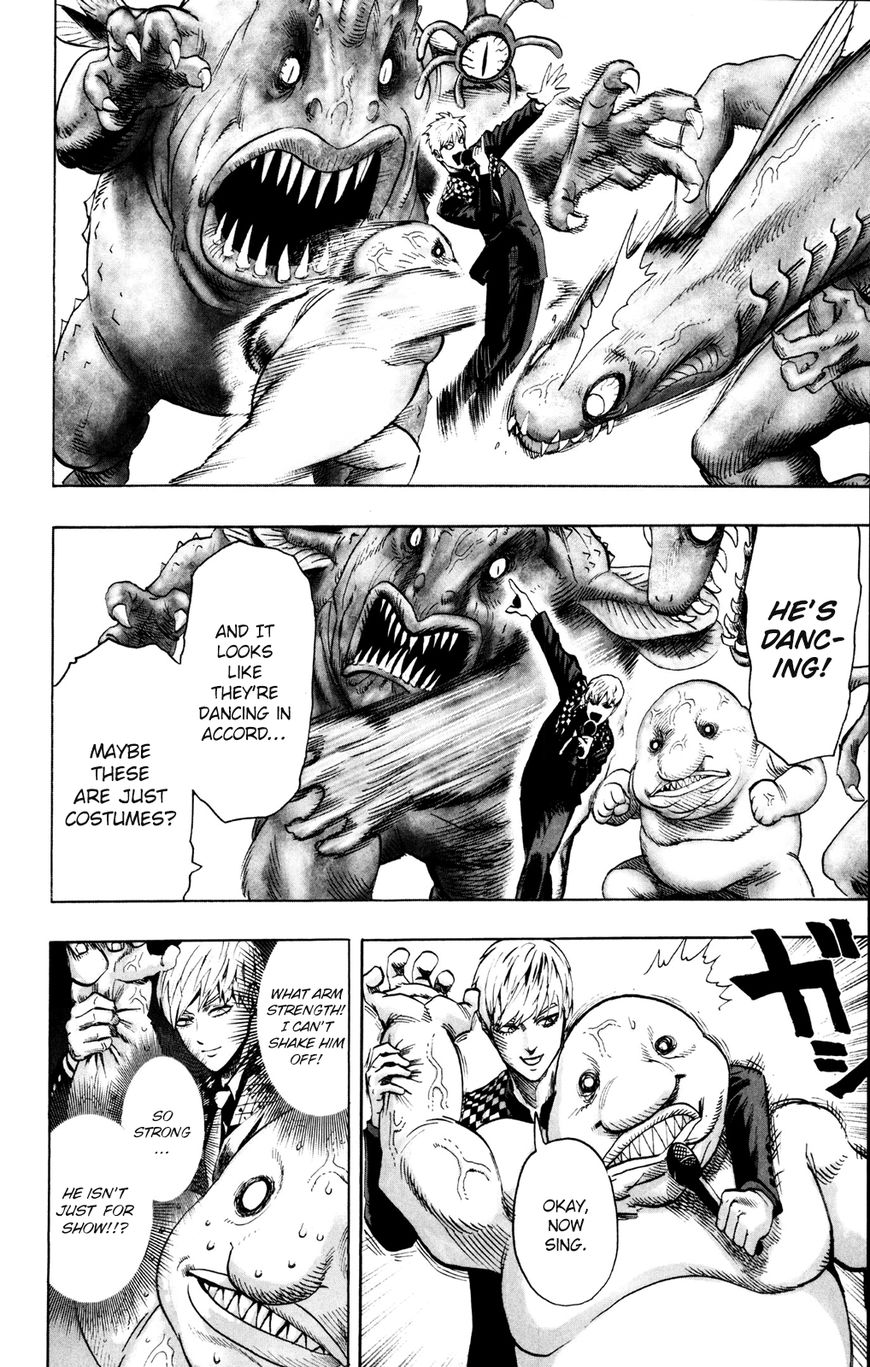 HE'S
DANC-
ING!
AND IT
LOOKS
LIKE
THEY'RE
DANCING IN
ACCORD...
MAYBE
THESE
ARE JUST
COSTUMES?
ガシ
OKAY,
NOW
SING.
WHAT ARM
STRENGTH!
I CAN'T
SHAKE HIM
OFF!
SO
STRONG
...
HE ISN'T
JUST FOR
SHOW!!?